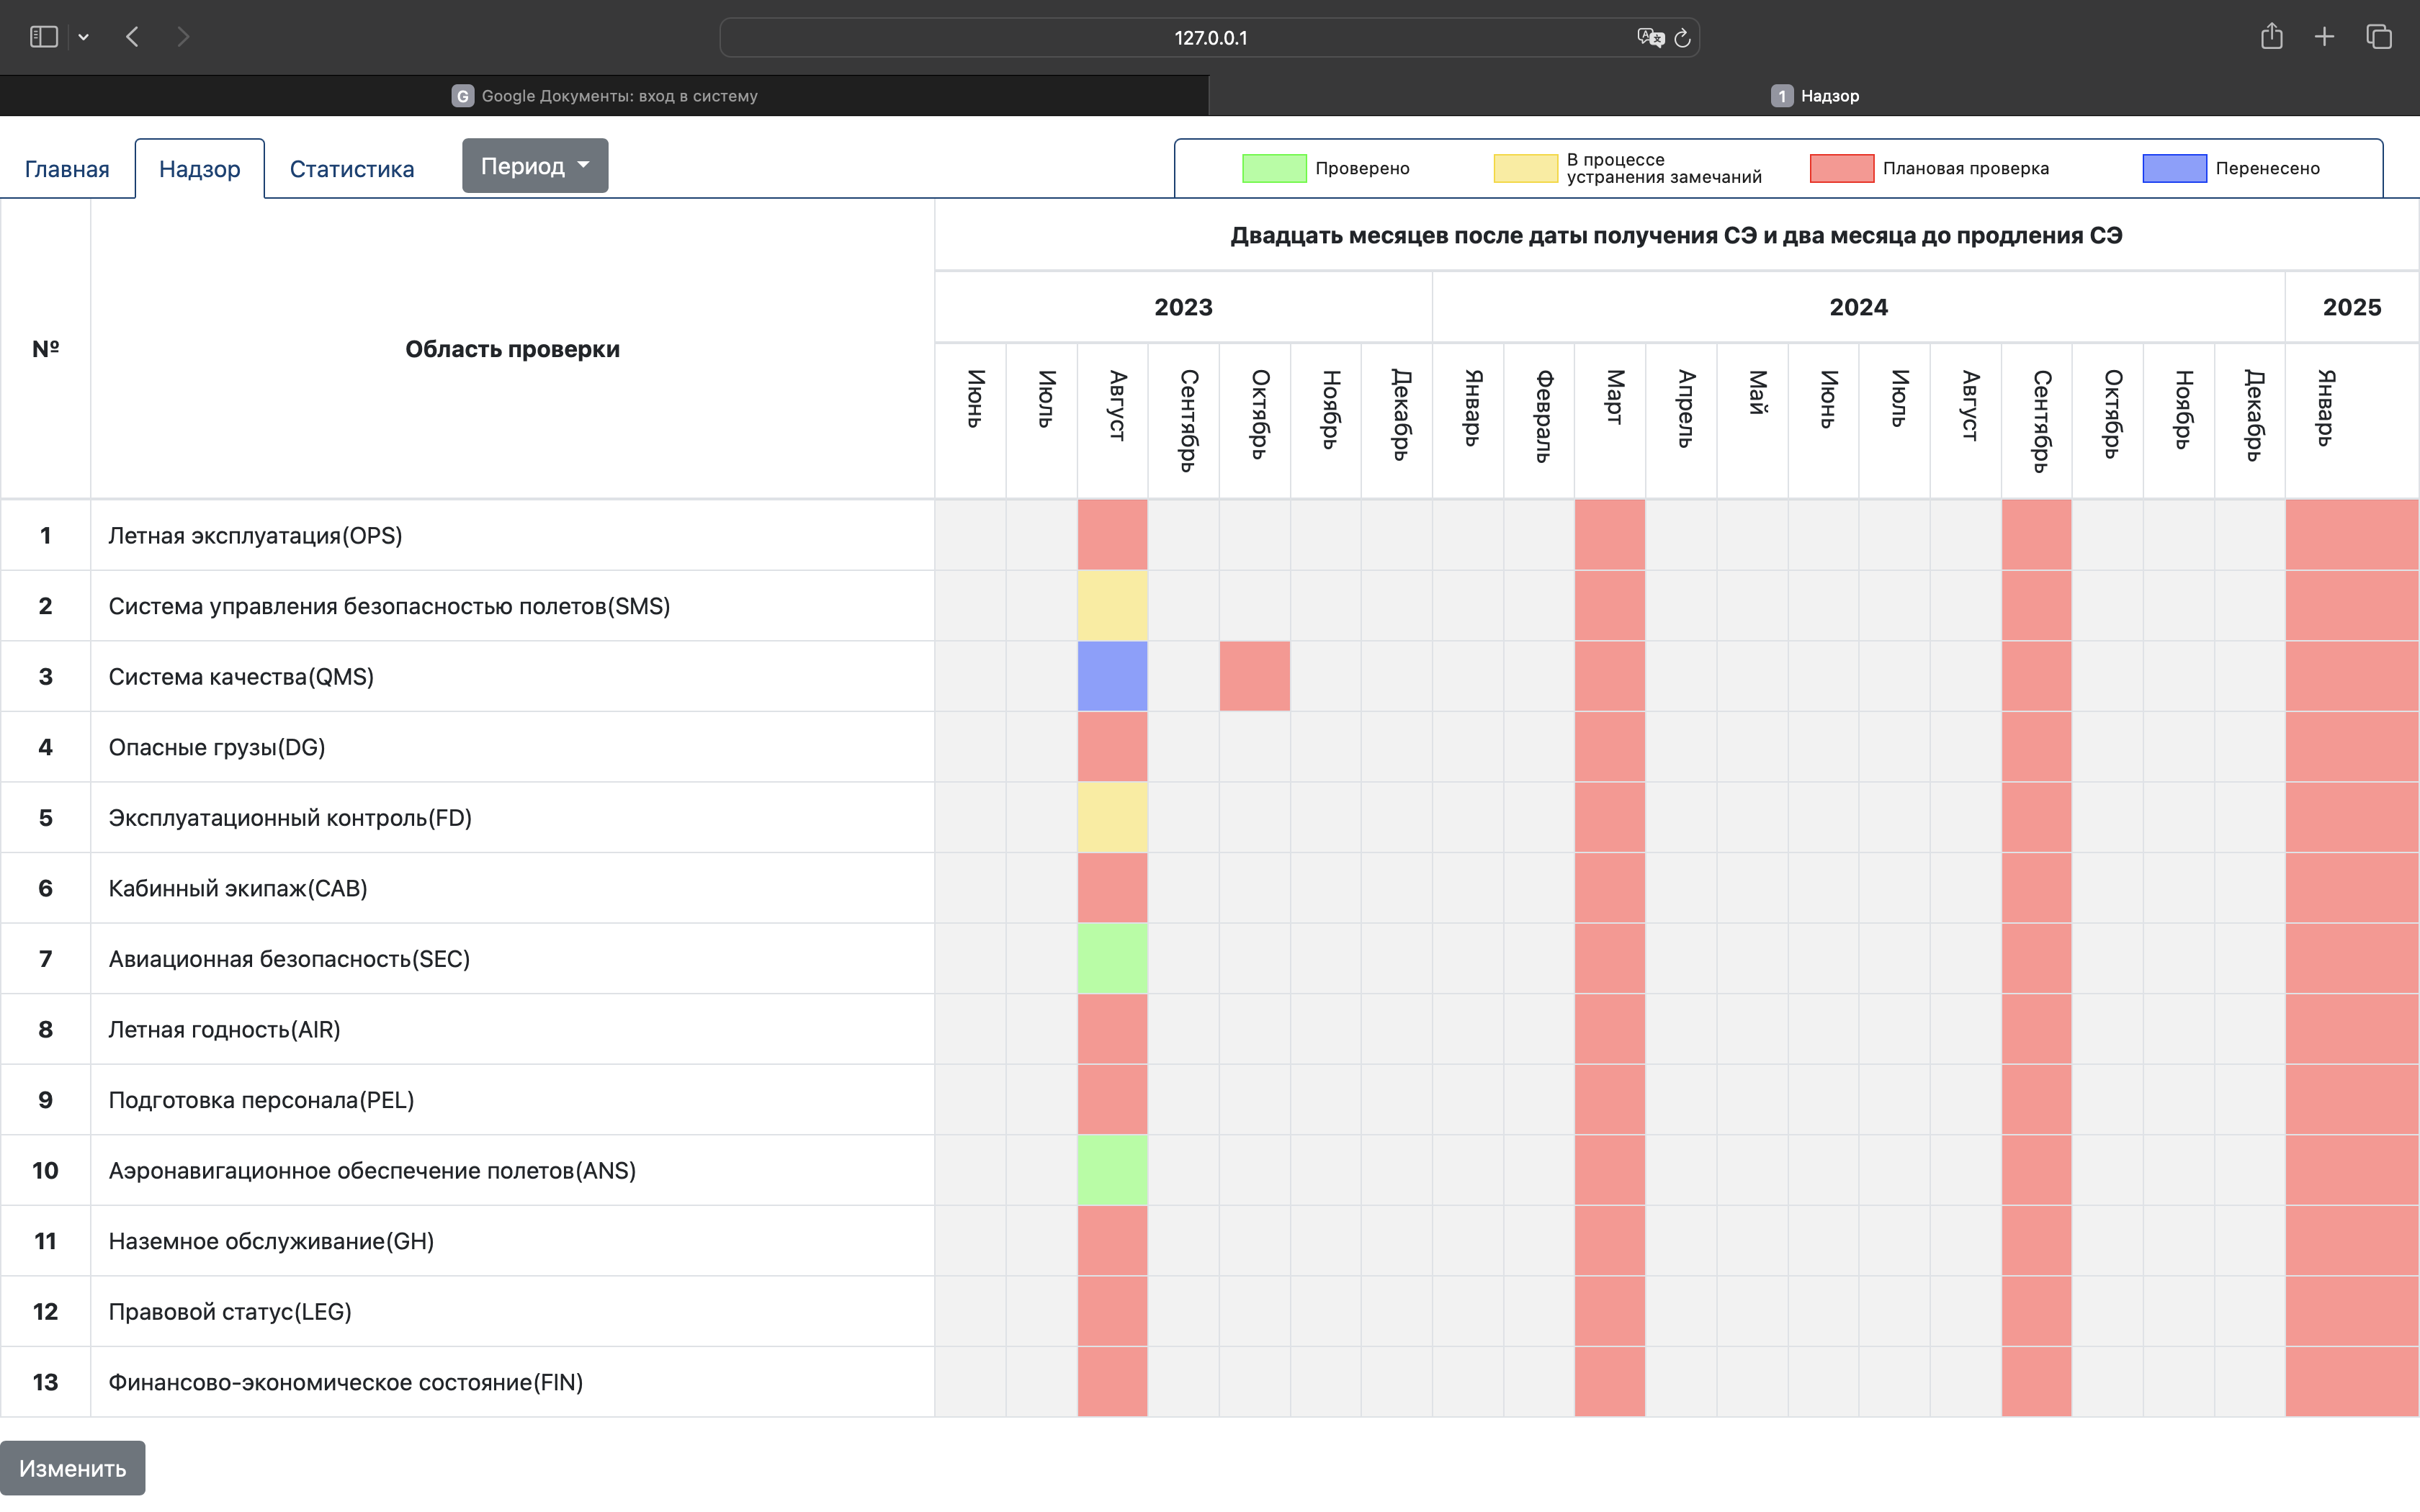 127.0.0.1
G Google Документы: вход в систему
1 Надзор
Главная
Надзор
Статистика
Период
Проверено
В процессе
устранения замечаний
Плановая проверка
Перенесено
№
Область проверки
Двадцать месяцев после даты получения СЭ и два месяца до продления СЭ
2023
2024
2025
Июнь
Июль
Август
Сентябрь
Октябрь
Ноябрь
Декабрь
Январь
Февраль
Март
Апрель
Май
Июнь
Июль
Август
Сентябрь
Октябрь
Ноябрь
Декабрь
Январь
1 Летная эксплуатация(OPS)
2 Система управления безопасностью полетов(SMS)
3 Система качества(QMS)
4 Опасные грузы(DG)
5 Эксплуатационный контроль(FD)
6 Кабинный экипаж(CAB)
7 Авиационная безопасность(SEC)
8 Летная годность(AIR)
9 Подготовка персонала(PEL)
10 Аэронавигационное обеспечение полетов(ANS)
11 Наземное обслуживание(GH)
12 Правовой статус(LEG)
13 Финансово-экономическое состояние(FIN)
Изменить